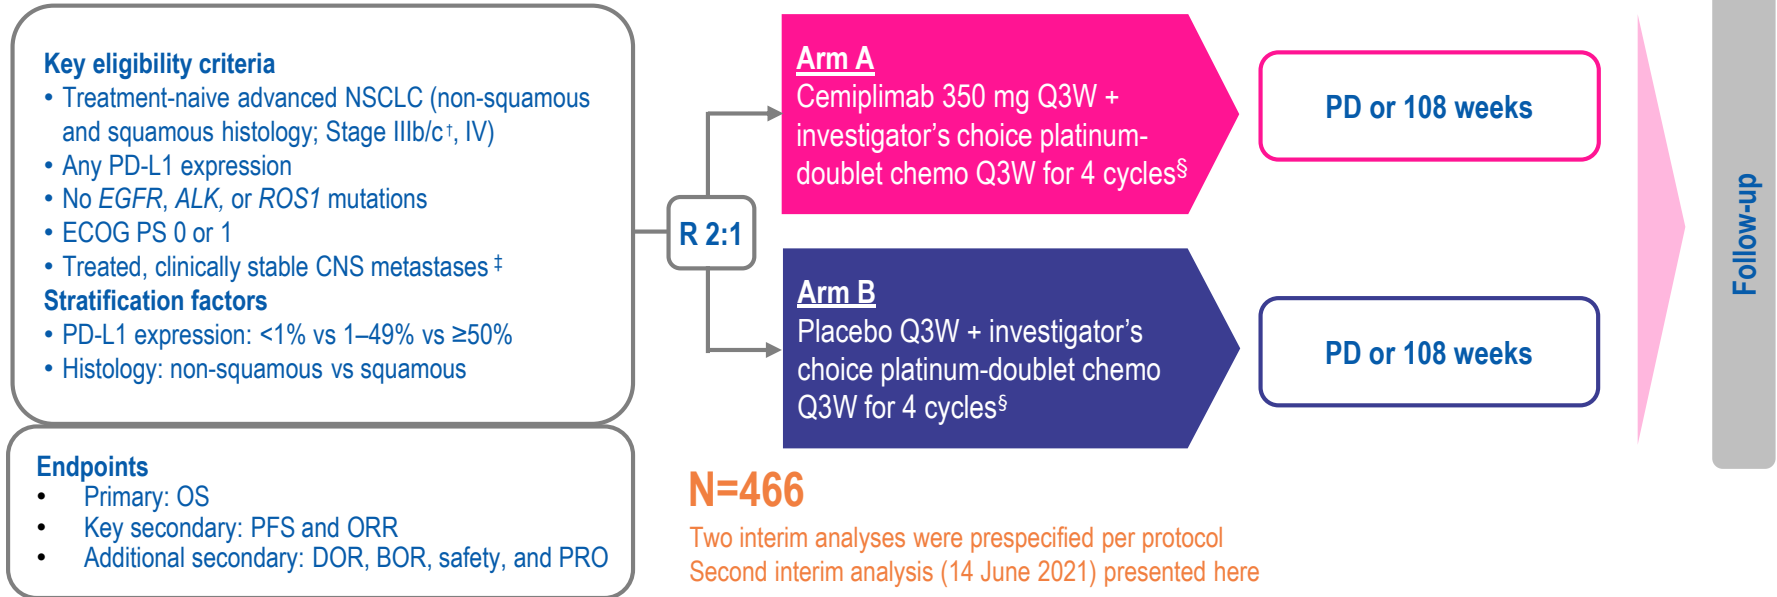 Key eligibility criteria
• Treatment-naive advanced NSCLC (non-squamous
and squamous histology; Stage IIIb/c†, IV)
• Any PD-L1 expression
• No EGFR, ALK, or ROS1 mutations
• ECOG PS 0 or 1
• Treated, clinically stable CNS metastases ‡
Stratification factors
• PD-L1 expression: <1% vs 1–49% vs ≥50%
• Histology: non-squamous vs squamous
Endpoints
• Primary: OS
• Key secondary: PFS and ORR
• Additional secondary: DOR, BOR, safety, and PRO
R 2:1
Arm A
Cemiplimab 350 mg Q3W +
investigator’s choice platinum-
doublet chemo Q3W for 4 cycles§
PD or 108 weeks
Arm B
Placebo Q3W + investigator’s
choice platinum-doublet chemo
Q3W for 4 cycles§
PD or 108 weeks
Follow-up
N=466
Two interim analyses were prespecified per protocol
Second interim analysis (14 June 2021) presented here